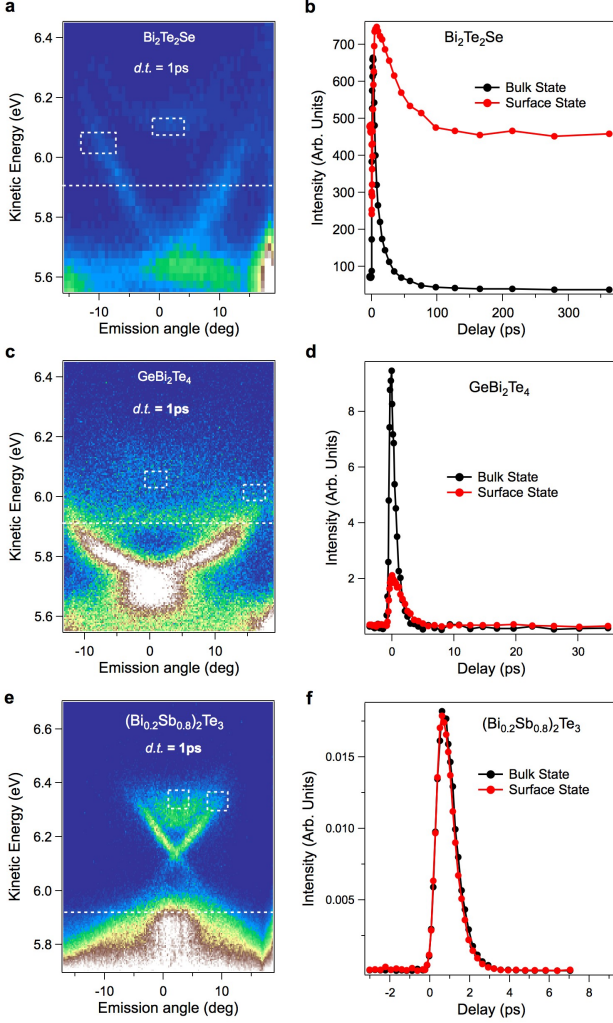 a
Bi2Te2Se
d.t. = 1ps
Kinetic Energy (eV)
6.4
6.2
6.0
5.8
5.6
-10 0 10
Emission angle (deg)
b
Bi2Te2Se
Bulk State
Surface State
Intensity (Arb. Units)
700
600
500
400
300
200
100
0 100 200 300
Delay (ps)
c
GeBi2Te4
d.t. = 1ps
Kinetic Energy (eV)
6.4
6.2
6.0
5.8
5.6
-10 0 10
Emission angle (deg)
d
GeBi2Te4
Bulk State
Surface State
Intensity (Arb. Units)
8
6
4
2
0 10 20 30
Delay (ps)
e
(Bi0.2Sb0.8)2Te3
d.t. = 1ps
Kinetic Energy (eV)
6.6
6.4
6.2
6.0
5.8
-10 0 10
Emission angle (deg)
f
(Bi0.2Sb0.8)2Te3
Bulk State
Surface State
Intensity (Arb. Units)
0.015
0.010
0.005
-2 0 2 4 6 8
Delay (ps)